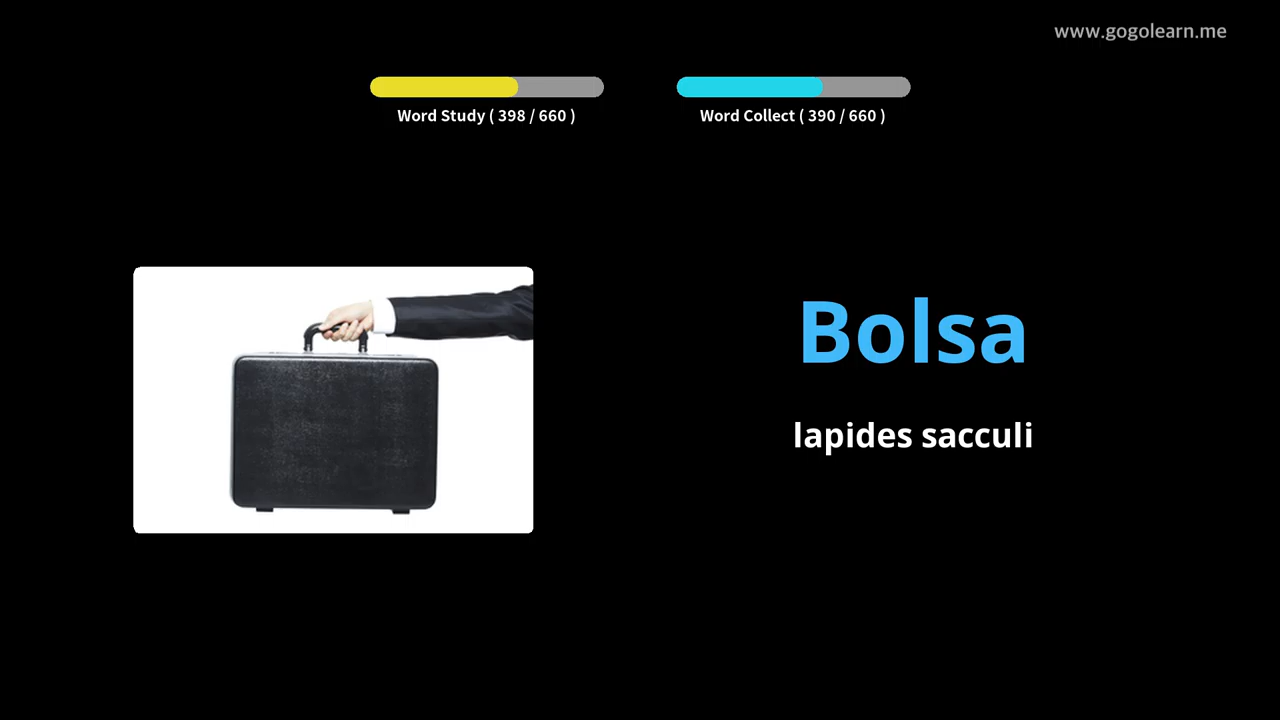 www.gogolearn.me
Word Study ( 398 / 660 )
Word Collect ( 390 / 660 )
Bolsa
lapides sacculi